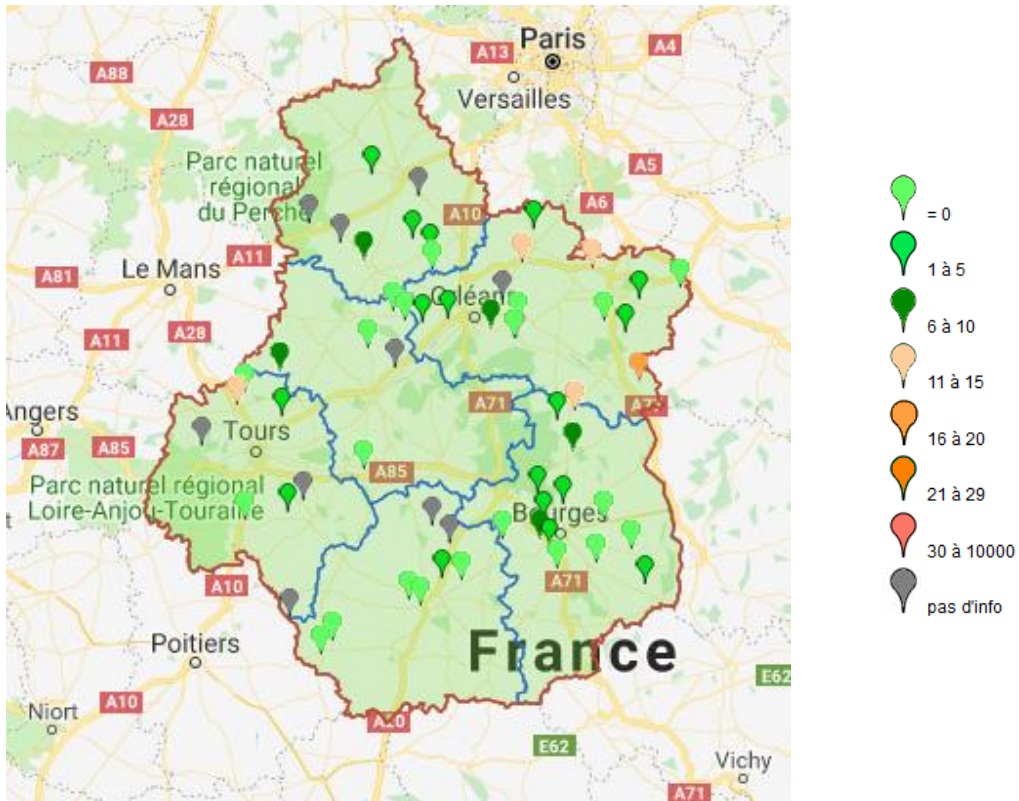 Paris
A13
A4
A88
Versailles
A28
Parc naturel
régional
du Perche
A5
A10
A6
A11
A81
Le Mans
Orléans
A28
A11
A71
A77
Angers
A87
A85
Tours
A85
Parc naturel régional
Loire-Anjou-Touraine
Bourges
A10
A71
Poitiers
France
E62
A10
A20
Niort
E62
Vichy
A71
= 0
1 à 5
6 à 10
11 à 15
16 à 20
21 à 29
30 à 10000
pas d'info